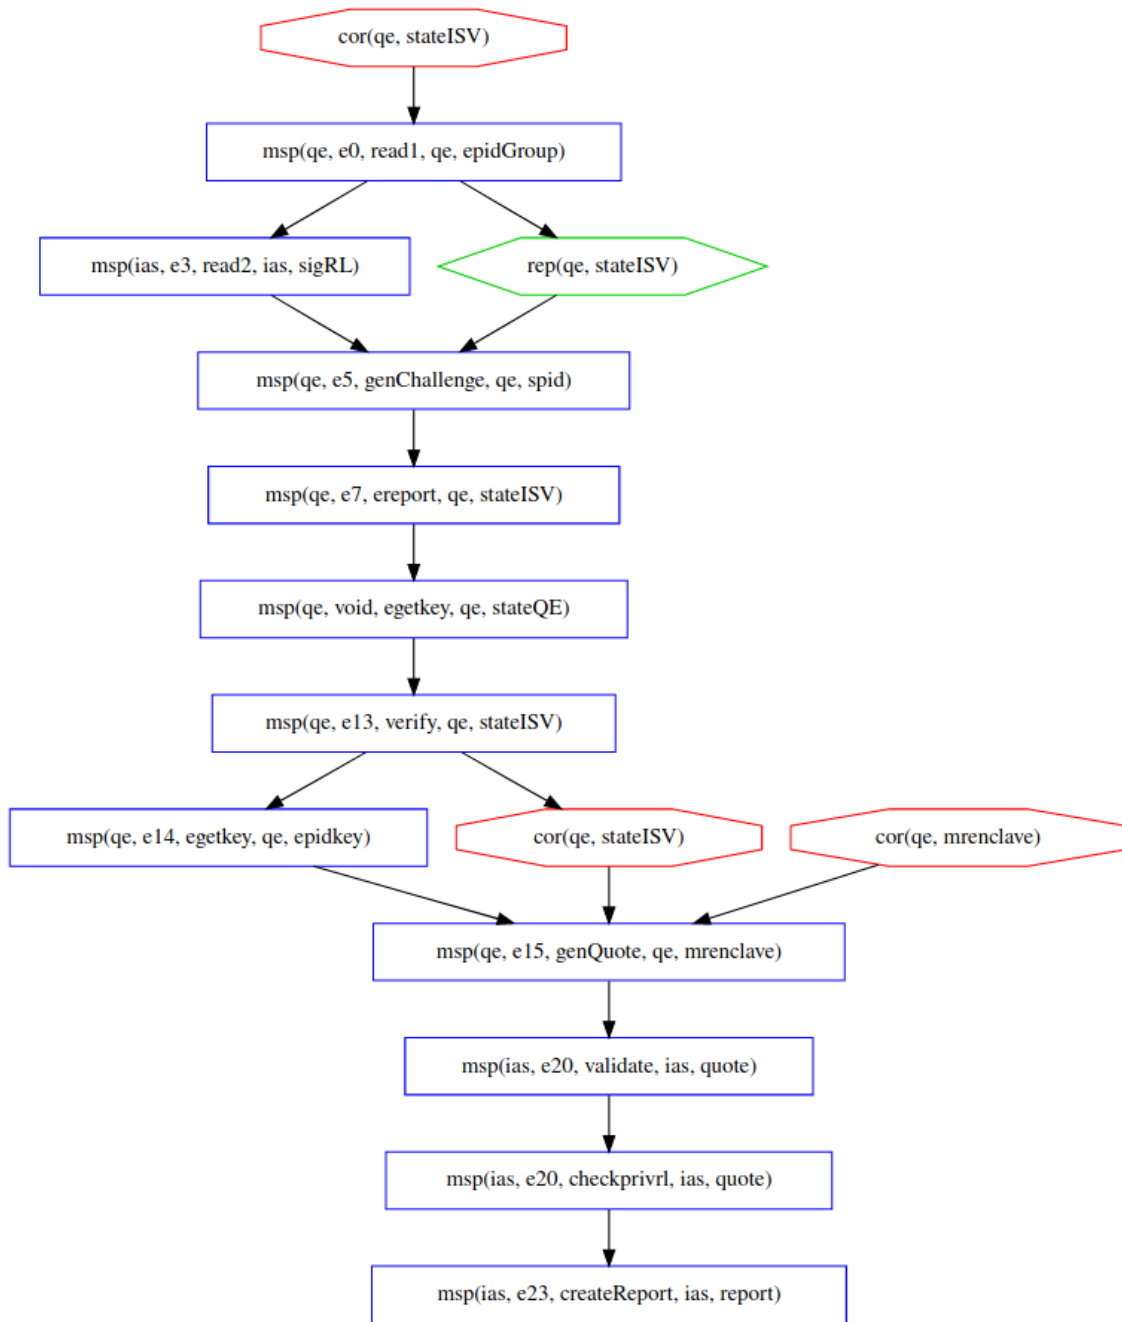 cor(qe, stateISV)
msp(qe, e0, read1, qe, epidGroup)
msp(ias, e3, read2, ias, sigRL)
rep(qe, stateISV)
msp(qe, e5, genChallenge, qe, spid)
msp(qe, e7, ereport, qe, stateISV)
msp(qe, void, egetkey, qe, stateQE)
msp(qe, e13, verify, qe, stateISV)
msp(qe, e14, egetkey, qe, epidkey)
cor(qe, stateISV)
cor(qe, mrenclave)
msp(qe, e15, genQuote, qe, mrenclave)
msp(ias, e20, validate, ias, quote)
msp(ias, e20, checkprivrl, ias, quote)
msp(ias, e23, createReport, ias, report)